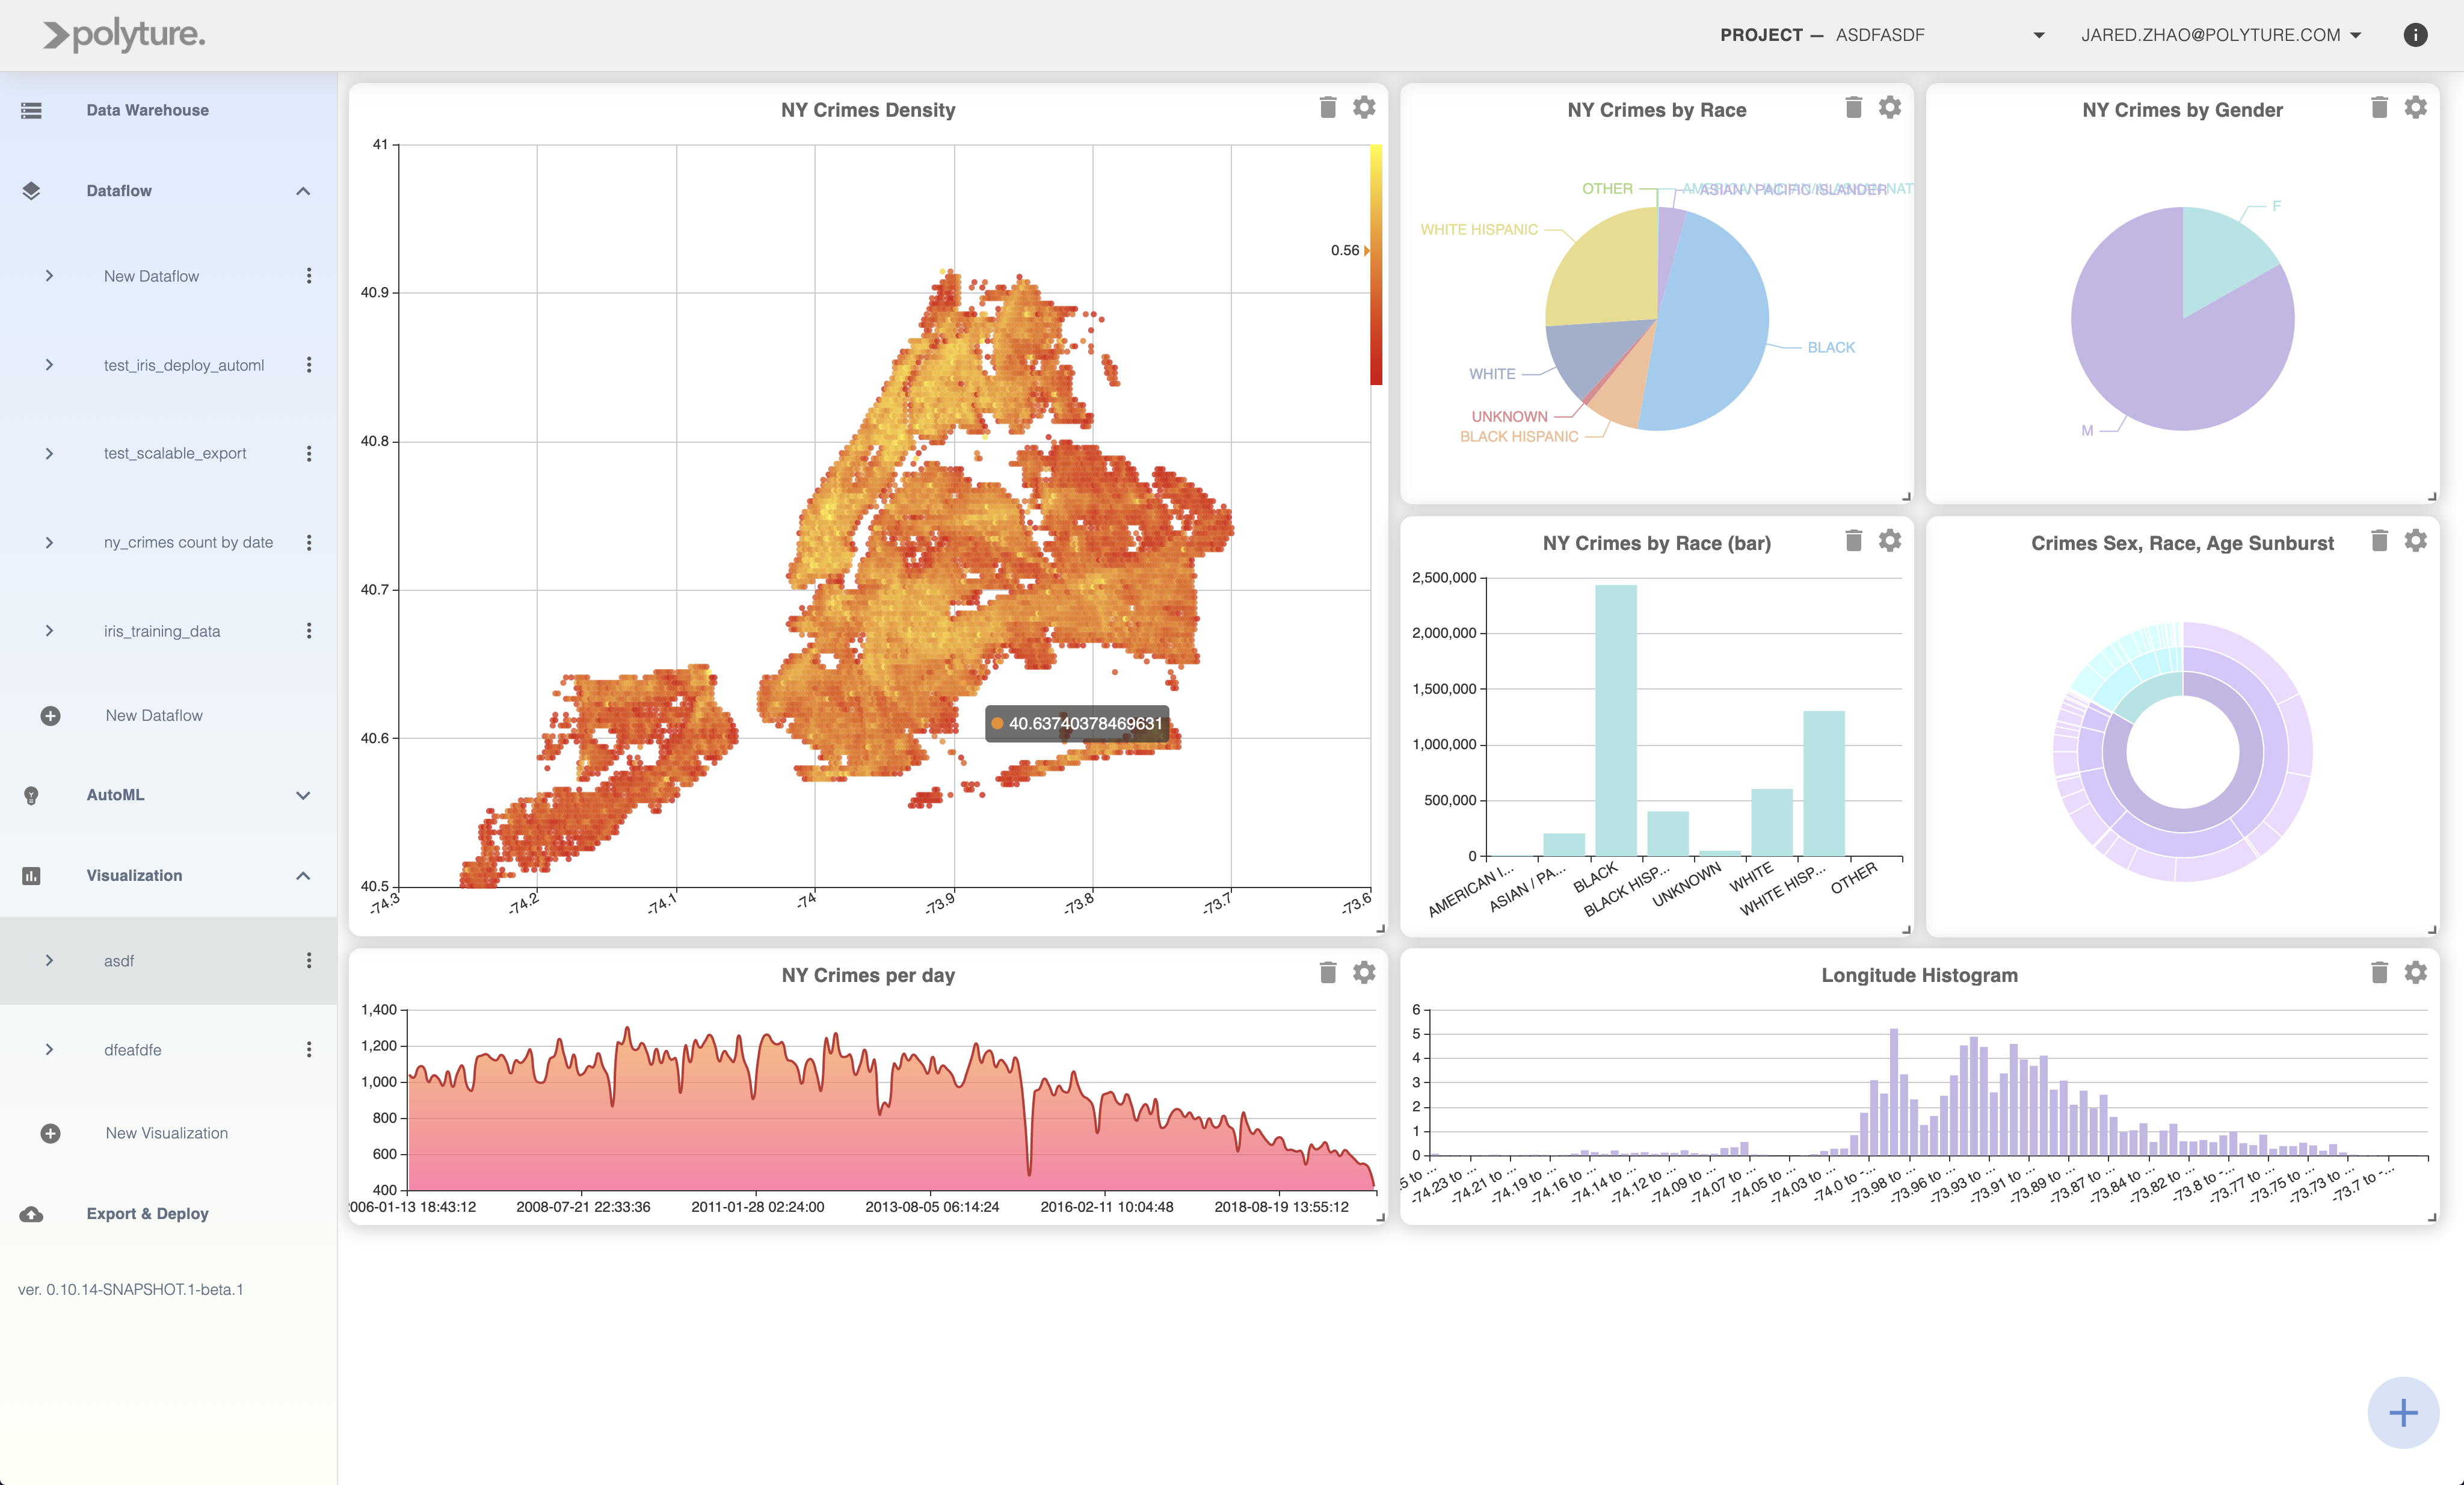 polyture.
PROJECT — ASDFASDF
JARED.ZHAO@POLYTURE.COM
Data Warehouse
Dataflow
New Dataflow
test_iris_deploy_automl
test_scalable_export
ny_crimes count by date
iris_training_data
New Dataflow
AutoML
Visualization
asdf
dfeafdfe
New Visualization
Export & Deploy
ver. 0.10.14-SNAPSHOT.1-beta.1
NY Crimes Density
41
40.9
40.8
40.7
40.6
40.5
-74.3
-74.2
-74.1
-74
-73.9
-73.8
-73.7
-73.6
0.56
40.63740378469631
NY Crimes by Race
OTHER
ASIAN / PACIFIC ISLANDER
WHITE HISPANIC
BLACK
WHITE
UNKNOWN
BLACK HISPANIC
NY Crimes by Gender
F
M
NY Crimes by Race (bar)
2,500,000
2,000,000
1,500,000
1,000,000
500,000
0
AMERICAN I...
ASIAN / PA...
BLACK
BLACK HISP...
UNKNOWN
WHITE
WHITE HISP...
OTHER
Crimes Sex, Race, Age Sunburst
NY Crimes per day
1,400
1,200
1,000
800
600
400
006-01-13 18:43:12
2008-07-21 22:33:36
2011-01-28 02:24:00
2013-08-05 06:14:24
2016-02-11 10:04:48
2018-08-19 13:55:12
Longitude Histogram
6
5
4
3
2
1
0
5 to ...
-74.23 to ...
-74.21 to ...
-74.19 to ...
-74.16 to ...
-74.14 to ...
-74.12 to ...
-74.09 to ...
-74.07 to ...
-74.05 to ...
-74.03 to ...
-74.0 to -...
-73.98 to ...
-73.96 to ...
-73.93 to ...
-73.91 to ...
-73.89 to ...
-73.87 to ...
-73.84 to ...
-73.82 to ...
-73.8 to -...
-73.77 to ...
-73.75 to ...
-73.73 to ...
-73.7 to -...